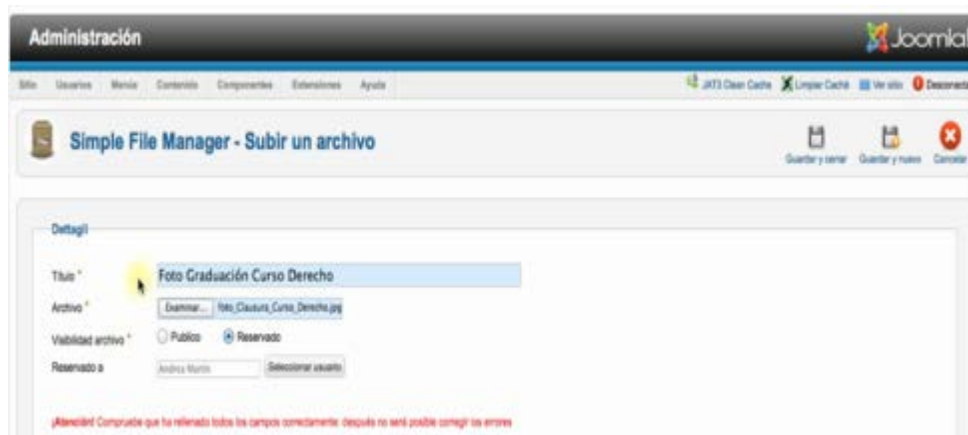 Administración
Joomla!
Sitio Usuarios Menús Contenido Componentes Extensiones Ayuda
JAT3 Clean Cache Limpiar Caché Ver sitio Desconecta
Simple File Manager - Subir un archivo
Guardar y cerrar Guardar y nuevo Cancelar
Dettagli
Título *
Foto Graduación Curso Derecho
Archivo *
Examinar... foto_Clausura_Curso_Derecho.jpg
Visibilidad archivo *
Publico Reservado
Reservado a
Andrea Martin Seleccionar usuario
¡Atención! Compruebe que ha rellenado todos los campos correctamente, después no será posible corregir los errores